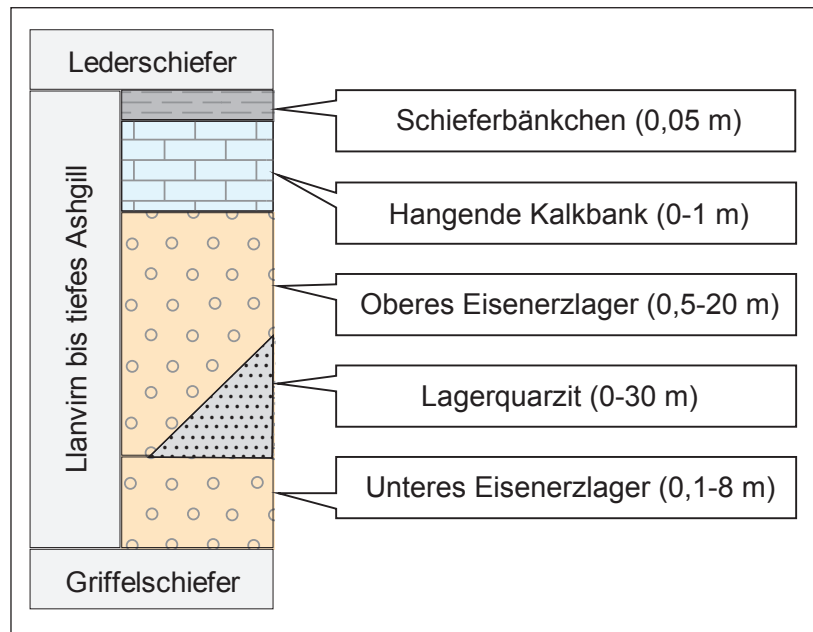 Lederschiefer
Schieferbänkchen (0,05 m)
Hangende Kalkbank (0-1 m)
Llanvirn bis tiefes Ashgill
Oberes Eisenerzlager (0,5-20 m)
Lagerquarzit (0-30 m)
Unteres Eisenerzlager (0,1-8 m)
Griffelschiefer